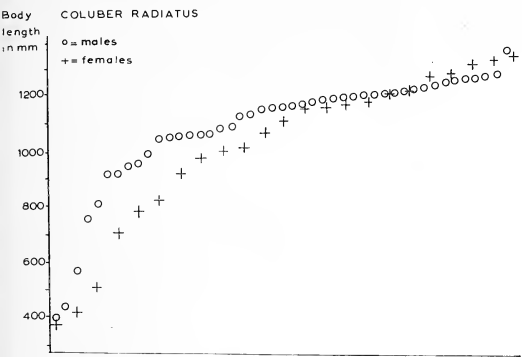 Body COLUBER RADIATUS
length
in mm
o = males
+ = females
1200
1000
800
600
400